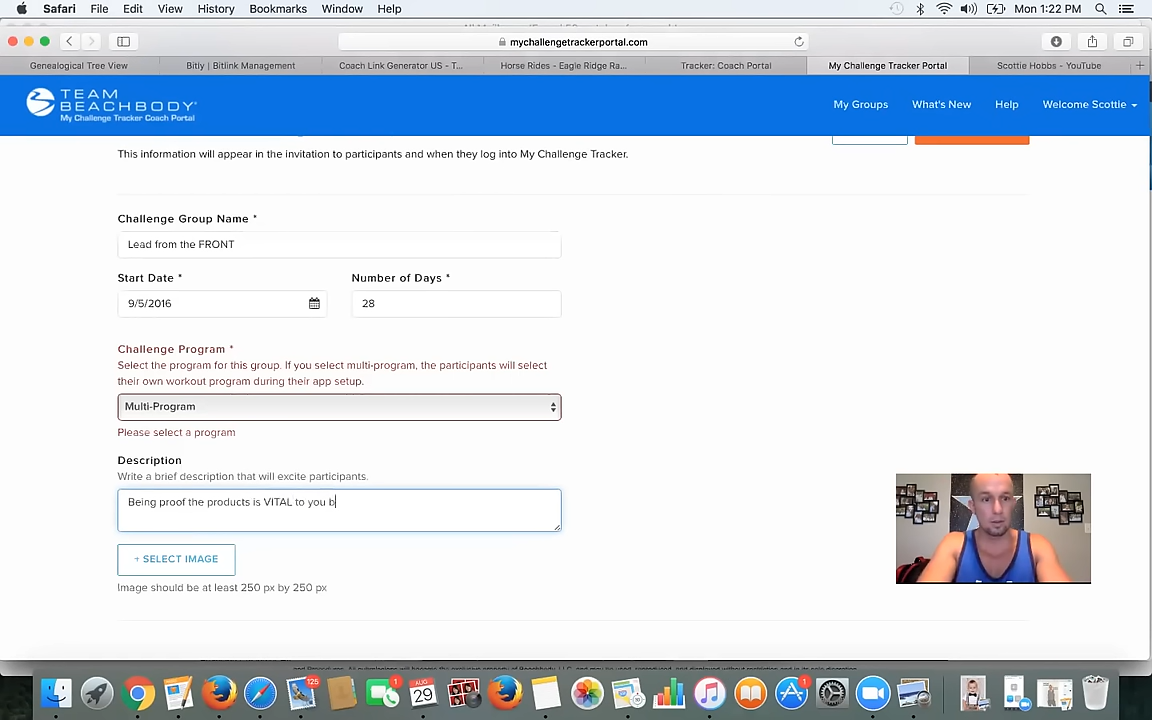 Safari File Edit View History Bookmarks Window Help Mon 1:22 PM
mychallengetrackerportal.com
Genealogical Tree View Bitly | Bitlink Management Coach Link Generator US - T... Horse Rides - Eagle Ridge Ra... Tracker: Coach Portal My Challenge Tracker Portal Scottie Hobbs - YouTube
TEAM
BEACHBODY
My Challenge Tracker Coach Portal
My Groups What's New Help Welcome Scottie
This information will appear in the invitation to participants and when they log into My Challenge Tracker.
Challenge Group Name *
Lead from the FRONT
Start Date * Number of Days *
9/5/2016 28
Challenge Program *
Select the program for this group. If you select multi-program, the participants will select
their own workout program during their app setup.
Multi-Program
Please select a program
Description
Write a brief description that will excite participants.
Being proof the products is VITAL to you b
+ SELECT IMAGE
Image should be at least 250 px by 250 px
125 1 AUG 29 1